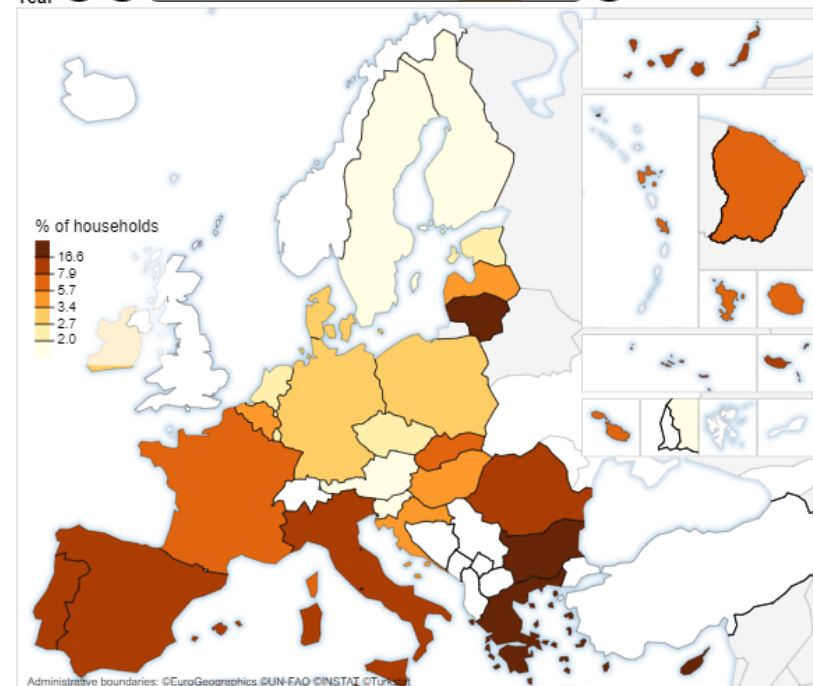 Year
% of households
16.6
7.9
5.7
3.4
2.7
2.0
Administrative boundaries: ©EuroGeographics ©UN-FAO ©INSTAT ©Turkstat